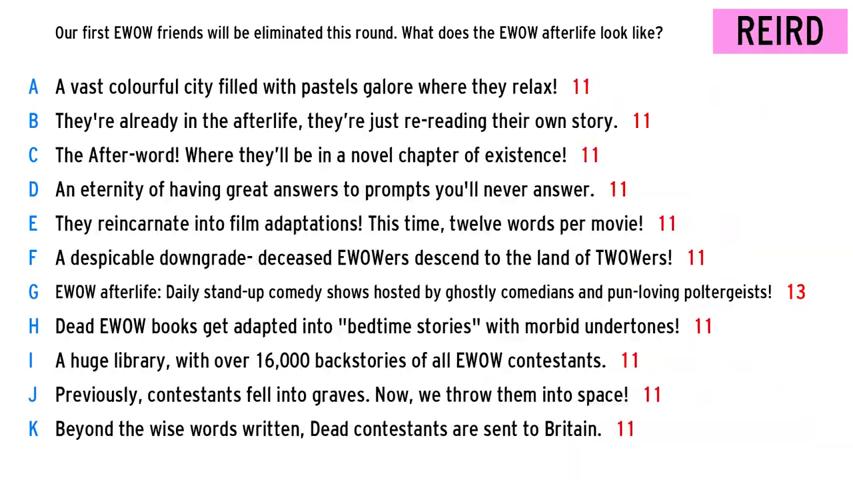 Our first EWOW friends will be eliminated this round. What does the EWOW afterlife look like?
REIRD
A A vast colourful city filled with pastels galore where they relax! 11
B They're already in the afterlife, they're just re-reading their own story. 11
C The After-word! Where they'll be in a novel chapter of existence! 11
D An eternity of having great answers to prompts you'll never answer. 11
E They reincarnate into film adaptations! This time, twelve words per movie! 11
F A despicable downgrade- deceased EWOWers descend to the land of TWOWers! 11
G EWOW afterlife: Daily stand-up comedy shows hosted by ghostly comedians and pun-loving poltergeists! 13
H Dead EWOW books get adapted into "bedtime stories" with morbid undertones! 11
I A huge library, with over 16,000 backstories of all EWOW contestants. 11
J Previously, contestants fell into graves. Now, we throw them into space! 11
K Beyond the wise words written, Dead contestants are sent to Britain. 11